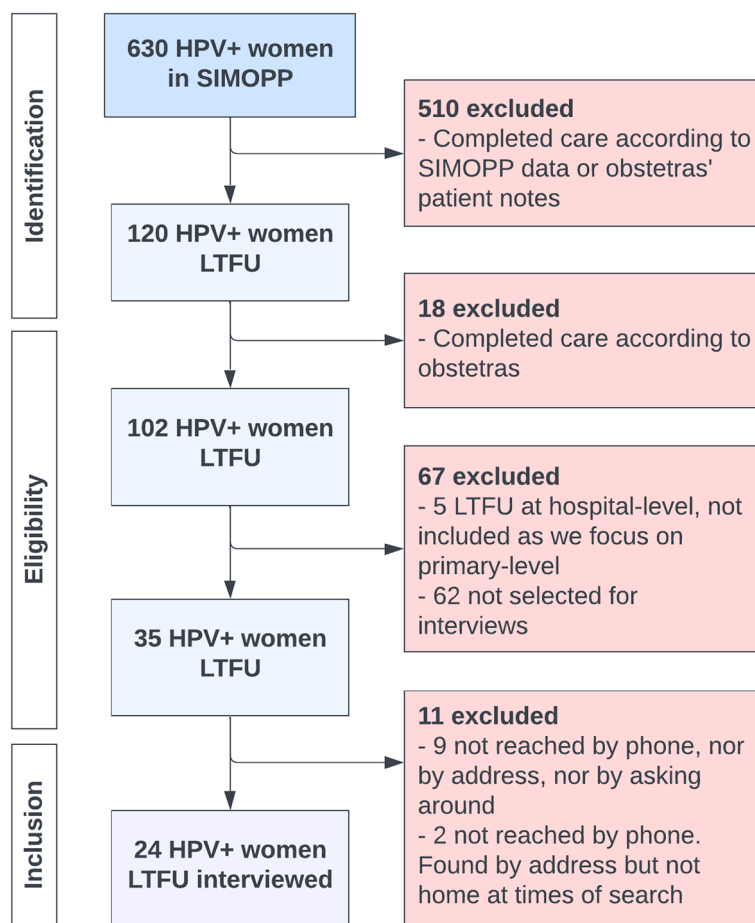 Identification
630 HPV+ women
in SIMOPP
510 excluded
- Completed care according to
SIMOPP data or obstetras'
patient notes
120 HPV+ women
LTFU
18 excluded
- Completed care according to
obstetras
Eligibility
102 HPV+ women
LTFU
67 excluded
- 5 LTFU at hospital-level, not
included as we focus on
primary-level
- 62 not selected for
interviews
35 HPV+ women
LTFU
11 excluded
- 9 not reached by phone, nor
by address, nor by asking
around
- 2 not reached by phone.
Found by address but not
home at times of search
Inclusion
24 HPV+ women
LTFU interviewed